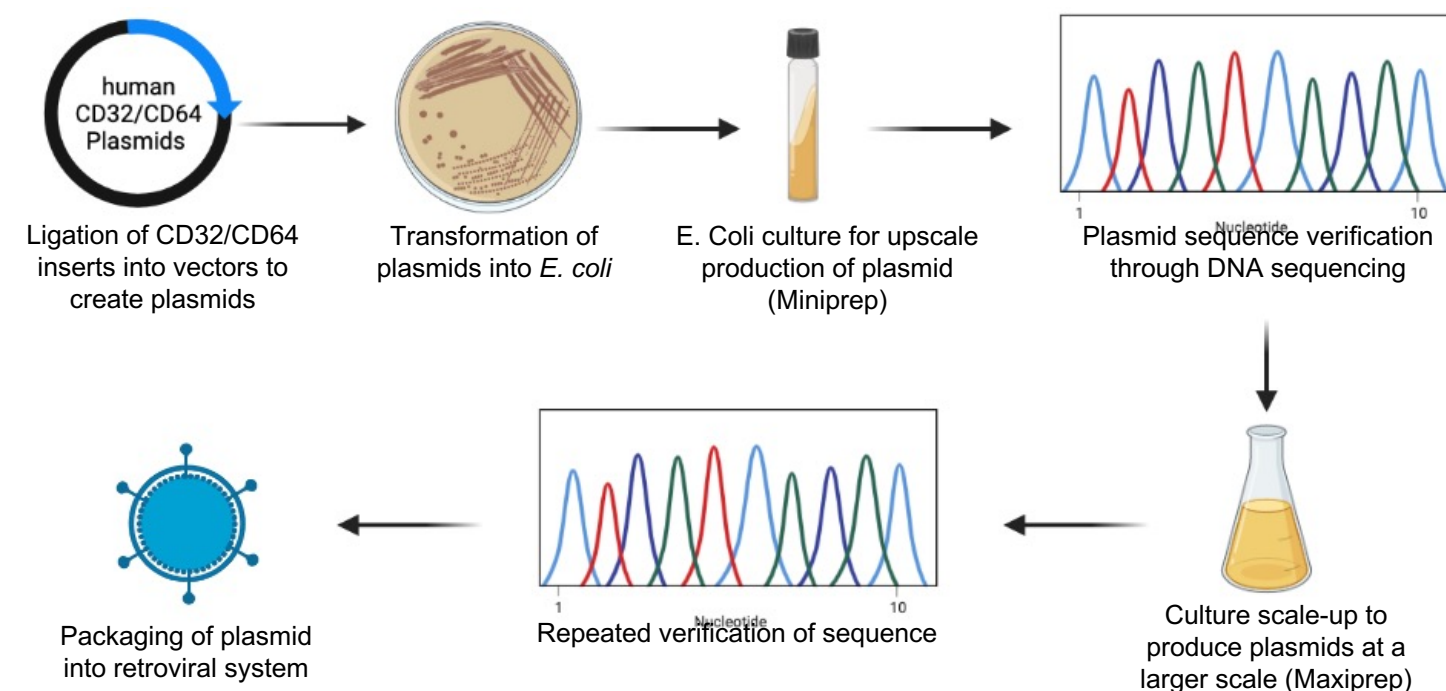 human
CD32/CD64
Plasmids
Ligation of CD32/CD64
inserts into vectors to
create plasmids
Transformation of
plasmids into E. coli
E. Coli culture for upscale
production of plasmid
(Miniprep)
1
10
Nucleotide
Plasmid sequence verification
through DNA sequencing
Culture scale-up to
produce plasmids at a
larger scale (Maxiprep)
1
10
Nucleotide
Repeated verification of sequence
Packaging of plasmid
into retroviral system